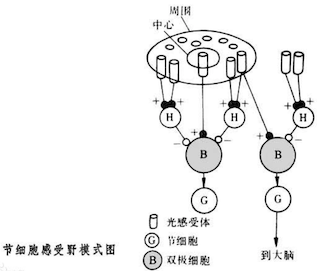 周围
中心
+ + + +
H H H
− + − + −
B B
G G
光感受体
G 节细胞
B 双极细胞
到大脑
节细胞感受野模式图